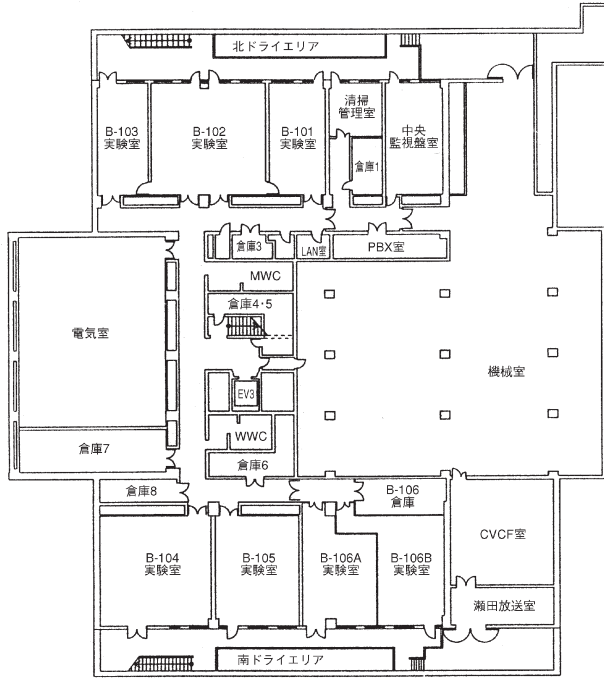 北ドライエリア
B-103
実験室
B-102
実験室
B-101
実験室
清掃
管理室
倉庫1
中央
監視盤室
倉庫3
LAN室
PBX室
MWC
倉庫4・5
電気室
機械室
EV3
WWC
倉庫7
倉庫6
倉庫8
B-106
倉庫
CVCF室
B-104
実験室
B-105
実験室
B-106A
実験室
B-106B
実験室
瀬田放送室
南ドライエリア